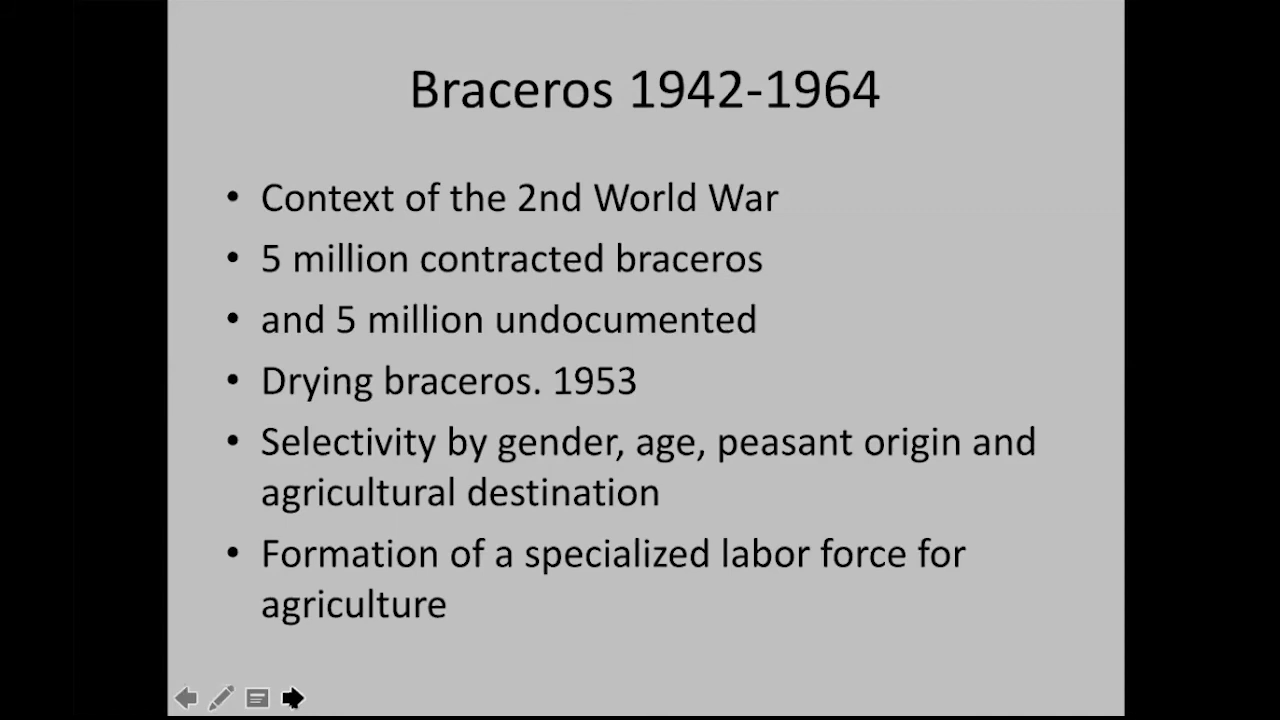 Braceros 1942-1964
• Context of the 2nd World War
• 5 million contracted braceros
• and 5 million undocumented
• Drying braceros. 1953
• Selectivity by gender, age, peasant origin and
agricultural destination
• Formation of a specialized labor force for
agriculture